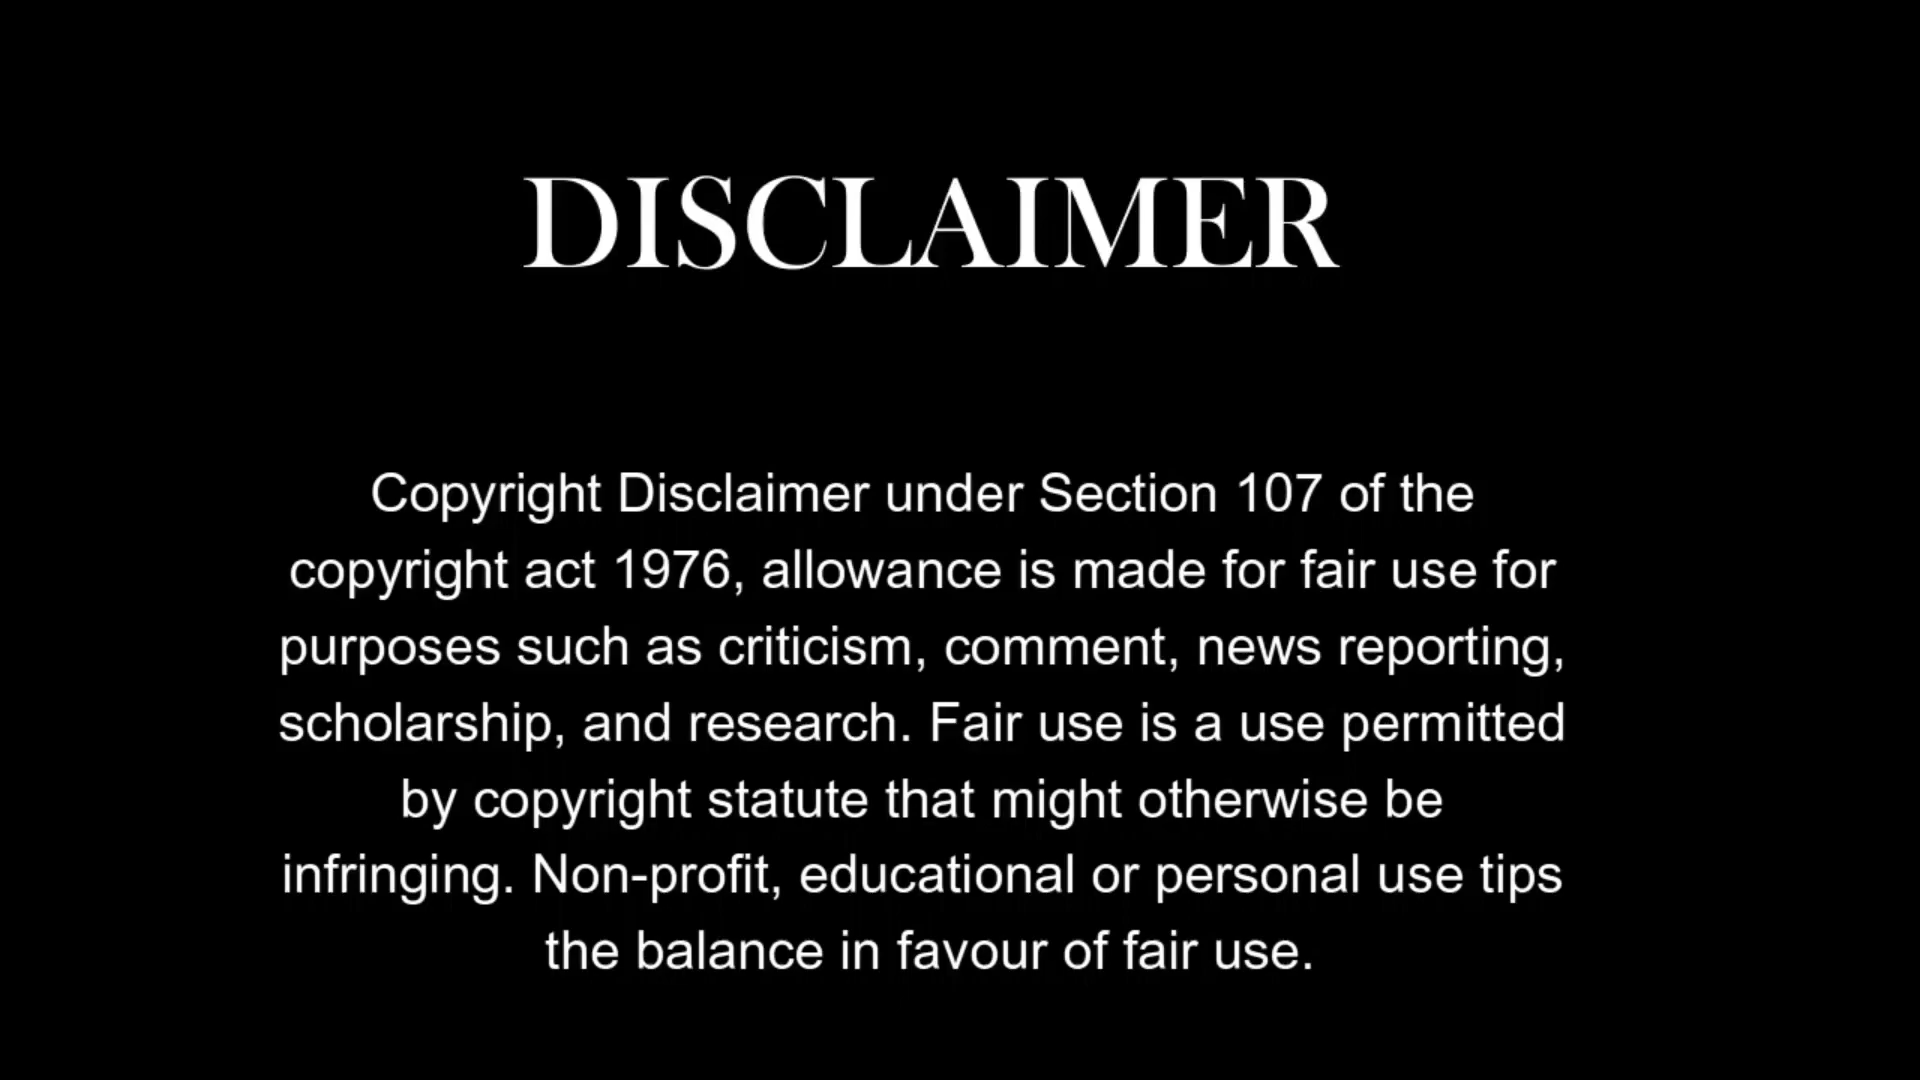 DISCLAIMER
Copyright Disclaimer under Section 107 of the
copyright act 1976, allowance is made for fair use for
purposes such as criticism, comment, news reporting,
scholarship, and research. Fair use is a use permitted
by copyright statute that might otherwise be
infringing. Non-profit, educational or personal use tips
the balance in favour of fair use.